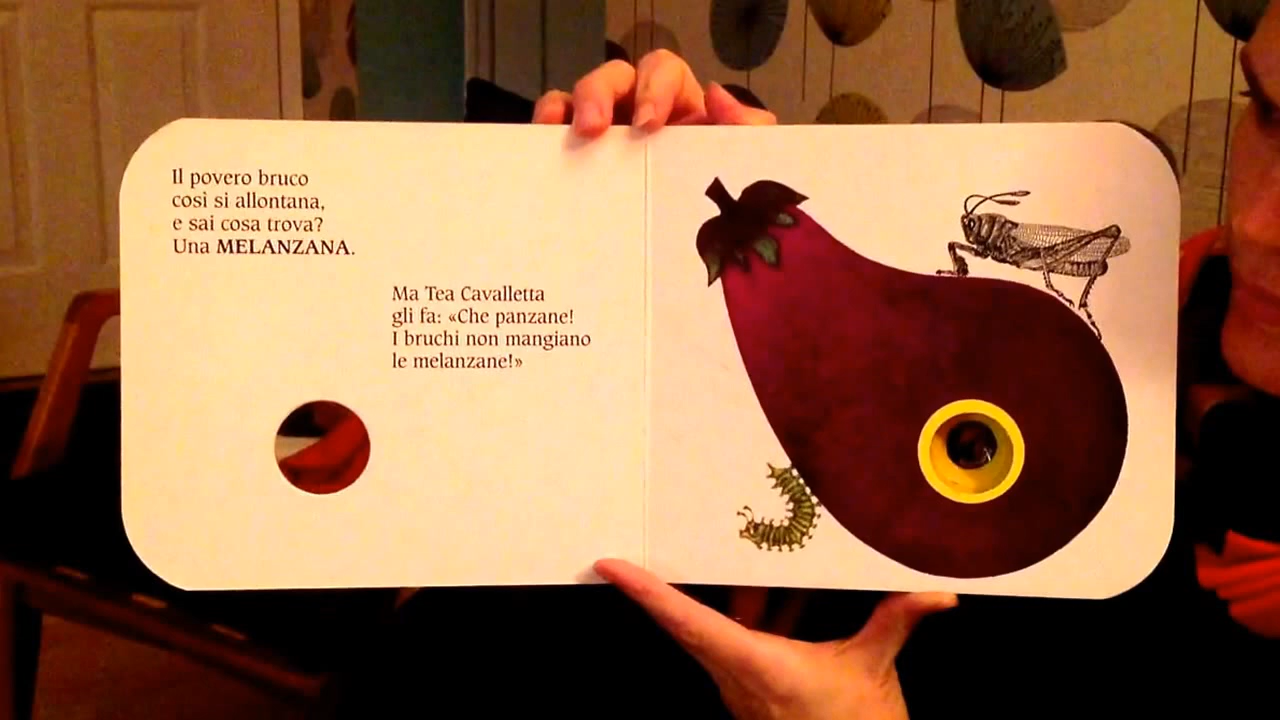 Il povero bruco
così si allontana,
e sai cosa trova?
Una MELANZANA.
Ma Tea Cavalletta
gli fa: «Che panzane!
I bruchi non mangiano
le melanzane!»